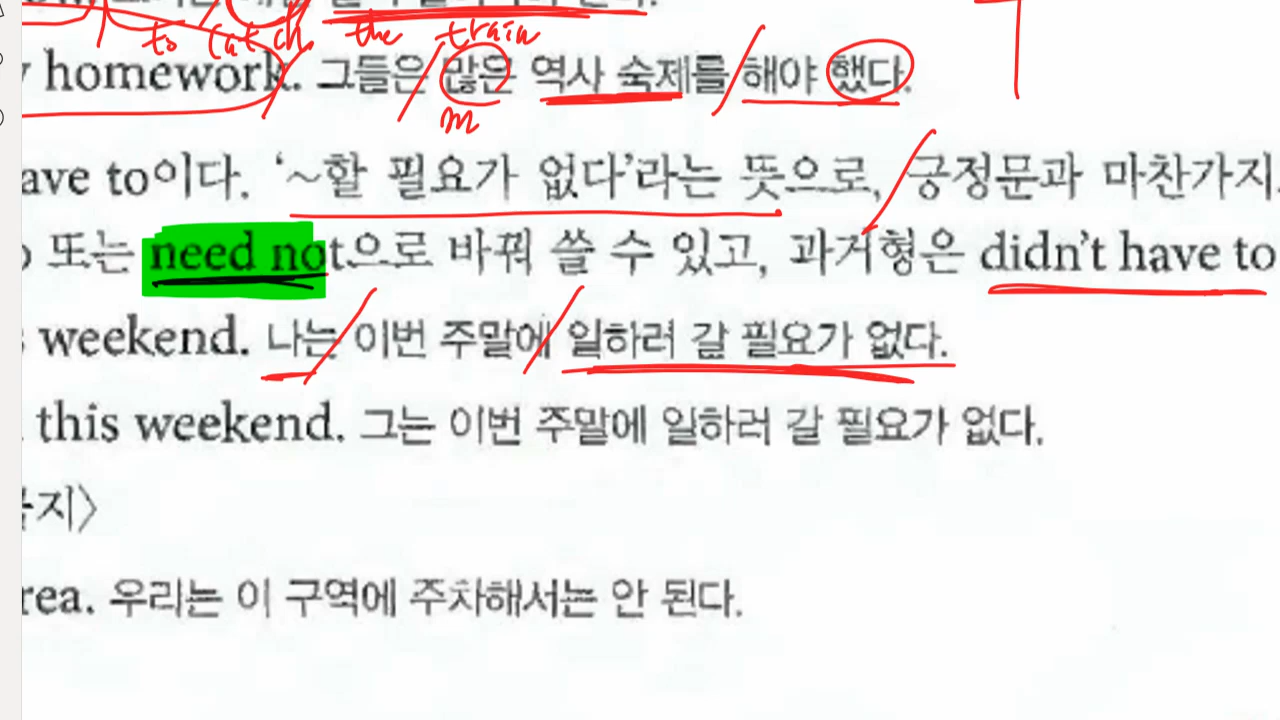 to catch the train
homework. 그들은 많은 역사 숙제를 해야 했다.
m
ave to이다. '~할 필요가 없다'라는 뜻으로, 긍정문과 마찬가지
또는 need not으로 바꿔 쓸 수 있고, 과거형은 didn't have to
weekend. 나는 이번 주말에 일하러 갈 필요가 없다.
this weekend. 그는 이번 주말에 일하러 갈 필요가 없다.
지〉
rea. 우리는 이 구역에 주차해서는 안 된다.